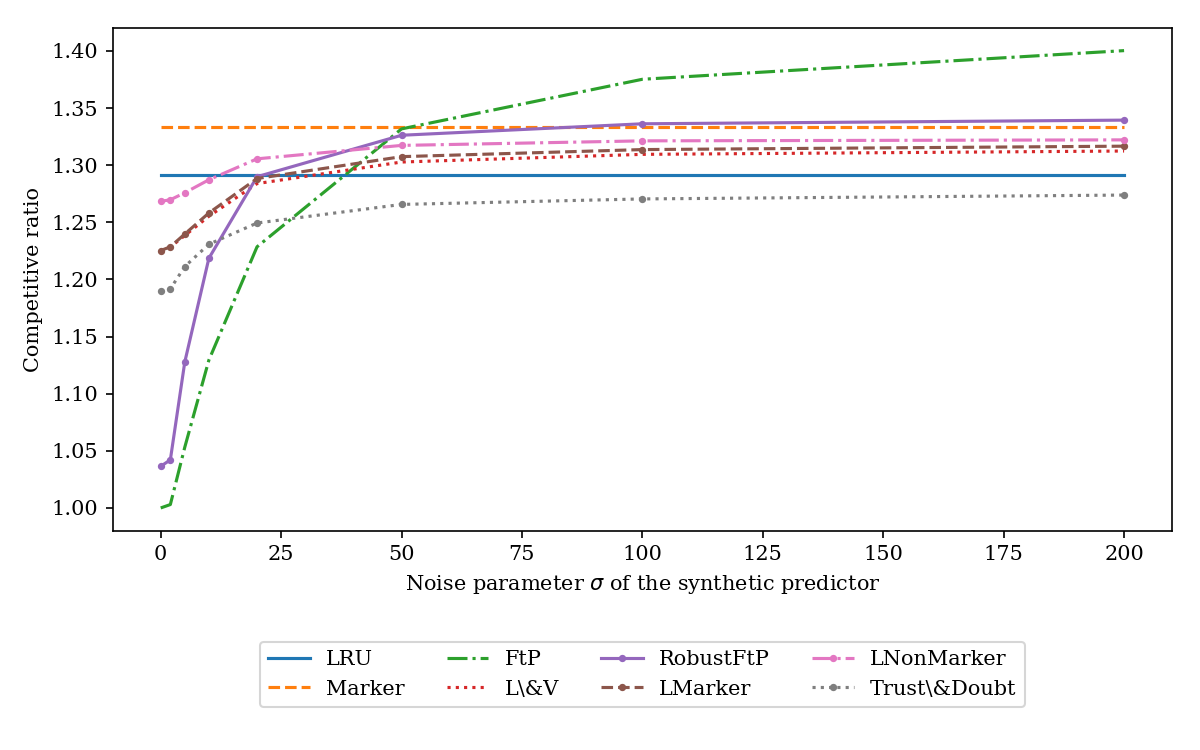 1.40
1.35
1.30
1.25
1.20
1.15
1.10
1.05
1.00
Competitive ratio
0 25 50 75 100 125 150 175 200
Noise parameter σ of the synthetic predictor
LRU FtP RobustFtP LNonMarker
Marker L\&V LMarker Trust\&Doubt